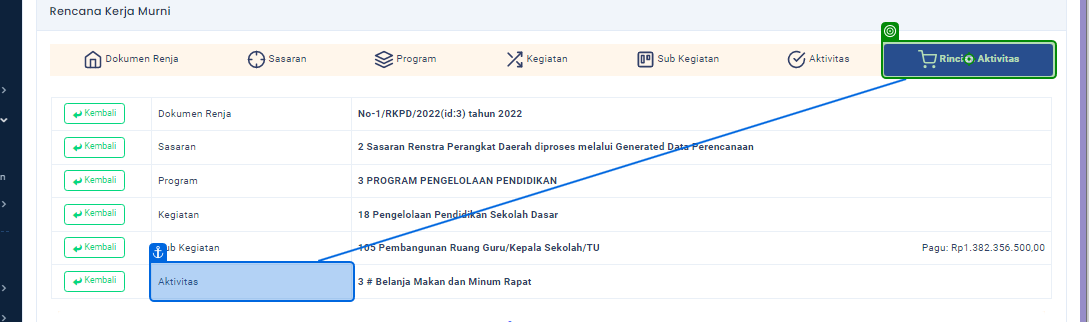 Rencana Kerja Murni
Dokumen Renja Sasaran Program Kegiatan Sub Kegiatan Aktivitas Rinci Aktivitas
Kembali Dokumen Renja No-1/RKPD/2022(id:3) tahun 2022
Kembali Sasaran 2 Sasaran Renstra Perangkat Daerah diproses melalui Generated Data Perencanaan
Kembali Program 3 PROGRAM PENGELOLAAN PENDIDIKAN
Kembali Kegiatan 18 Pengelolaan Pendidikan Sekolah Dasar
Kembali ub Kegiatan 105 Pembangunan Ruang Guru/Kepala Sekolah/TU Pagu: Rp1.382.356.500,00
Kembali Aktivitas 3 # Belanja Makan dan Minum Rapat
n